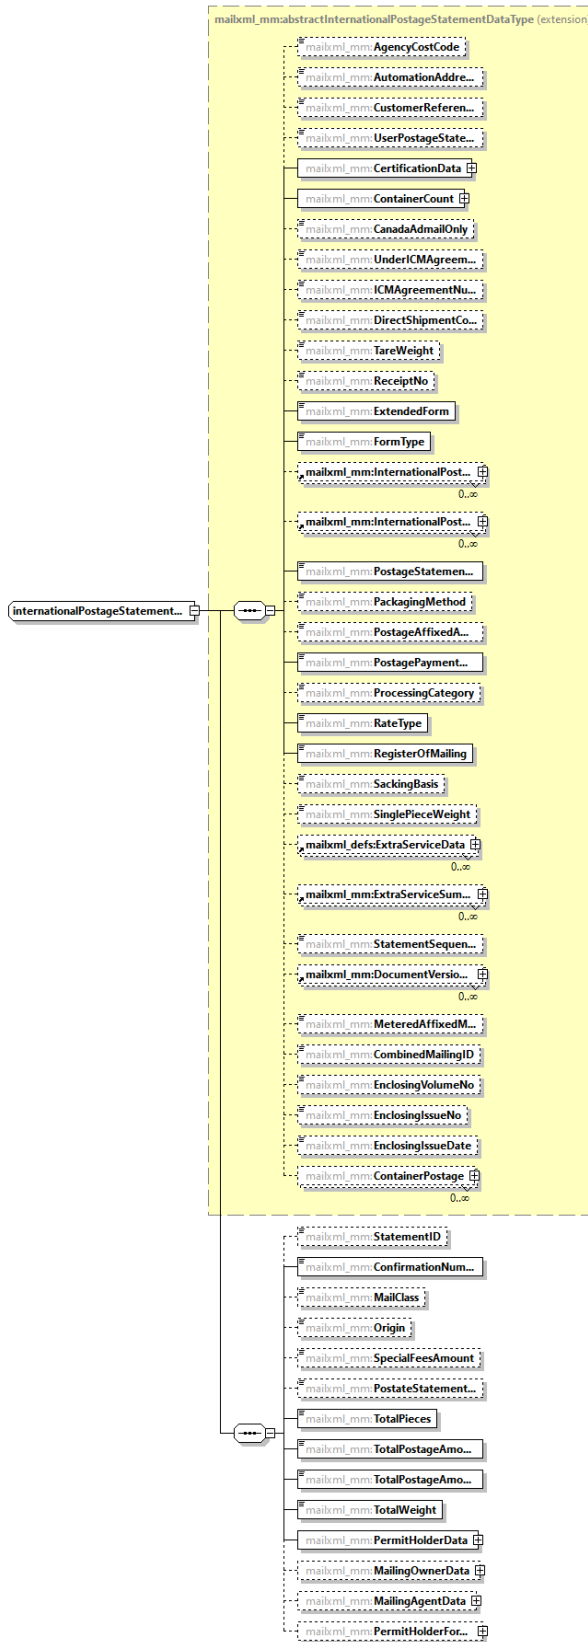 mailxml_mm:abstractInternationalPostageStatementDataType (extension
mailxml_mm:AgencyCostCode
mailxml_mm:AutomationAddre...
mailxml_mm:CustomerReferen...
mailxml_mm:UserPostageState...
mailxml_mm:CertificationData
mailxml_mm:ContainerCount
mailxml_mm:CanadaAdmailOnly
mailxml_mm:UnderICMAgreem...
mailxml_mm:ICMAgreementNu...
mailxml_mm:DirectShipmentCo...
mailxml_mm:TareWeight
mailxml_mm:ReceiptNo
mailxml_mm:ExtendedForm
mailxml_mm:FormType
mailxml_mm:InternationalPost...
0..∞
mailxml_mm:InternationalPost...
0..∞
mailxml_mm:PostageStatemen...
internationalPostageStatement...
mailxml_mm:PackagingMethod
mailxml_mm:PostageAffixedA...
mailxml_mm:PostagePayment...
mailxml_mm:ProcessingCategory
mailxml_mm:RateType
mailxml_mm:RegisterOfMailing
mailxml_mm:SackingBasis
mailxml_mm:SinglePieceWeight
mailxml_defs:ExtraServiceData
0..∞
mailxml_mm:ExtraServiceSum...
0..∞
mailxml_mm:StatementSequen...
mailxml_mm:DocumentVersio...
0..∞
mailxml_mm:MeteredAffixedM...
mailxml_mm:CombinedMailingID
mailxml_mm:EnclosingVolumeNo
mailxml_mm:EnclosingIssueNo
mailxml_mm:EnclosingIssueDate
mailxml_mm:ContainerPostage
0..∞
mailxml_mm:StatementID
mailxml_mm:ConfirmationNum...
mailxml_mm:MailClass
mailxml_mm:Origin
mailxml_mm:SpecialFeesAmount
mailxml_mm:PostateStatement...
mailxml_mm:TotalPieces
mailxml_mm:TotalPostageAmo...
mailxml_mm:TotalPostageAmo...
mailxml_mm:TotalWeight
mailxml_mm:PermitHolderData
mailxml_mm:MailingOwnerData
mailxml_mm:MailingAgentData
mailxml_mm:PermitHolderFor...